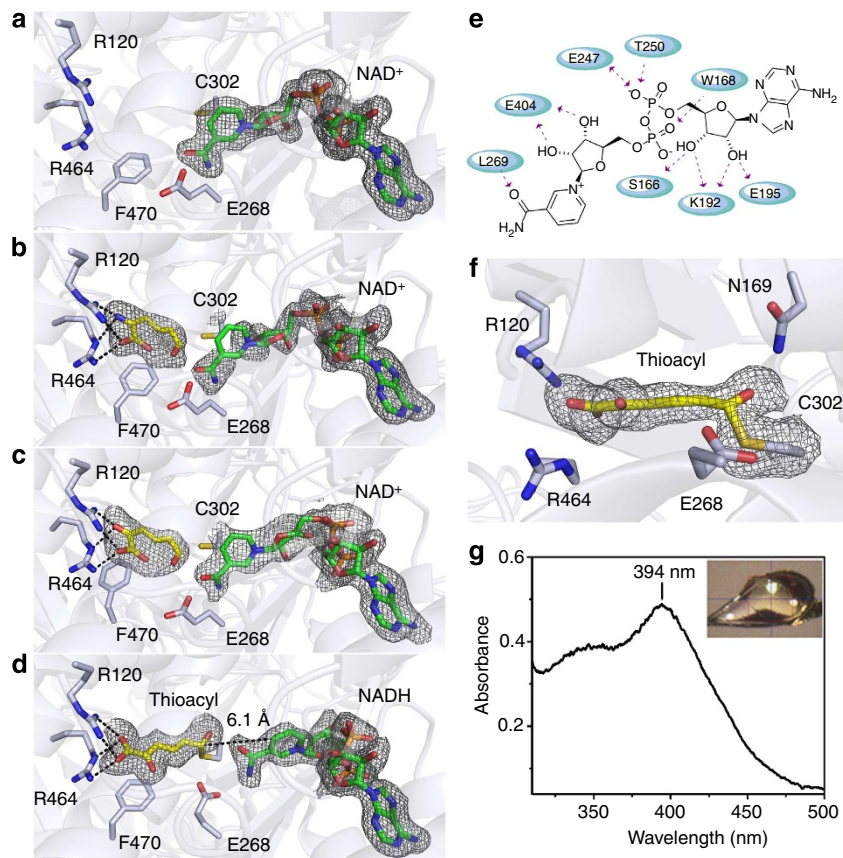 a
R120
C302
NAD⁺
R464
F470
E268
b
R120
C302
NAD⁺
R464
F470
E268
c
R120
C302
NAD⁺
R464
F470
E268
d
R120
Thioacyl
NADH
6.1 Å
R464
F470
E268
e
E247
T250
W168
E404
L269
S166
K192
E195
O
O⁻
P
O
O
O
O
P
O⁻
O
N
N
N
N
NH₂
HO
OH
O
OH
OH
O
N⁺
H₂N
f
N169
R120
Thioacyl
C302
R464
E268
g
0.6
394 nm
0.4
Absorbance
0.2
350
400
450
500
Wavelength (nm)